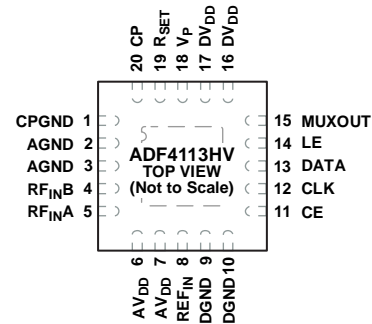 20 CP
19 RSET
18 VP
17 DVDD
16 DVDD
CPGND 1
AGND 2
AGND 3
RFINB 4
RFINA 5
ADF4113HV
TOP VIEW
(Not to Scale)
15 MUXOUT
14 LE
13 DATA
12 CLK
11 CE
AVDD 6
AVDD 7
REFIN 8
DGND 9
DGND 10